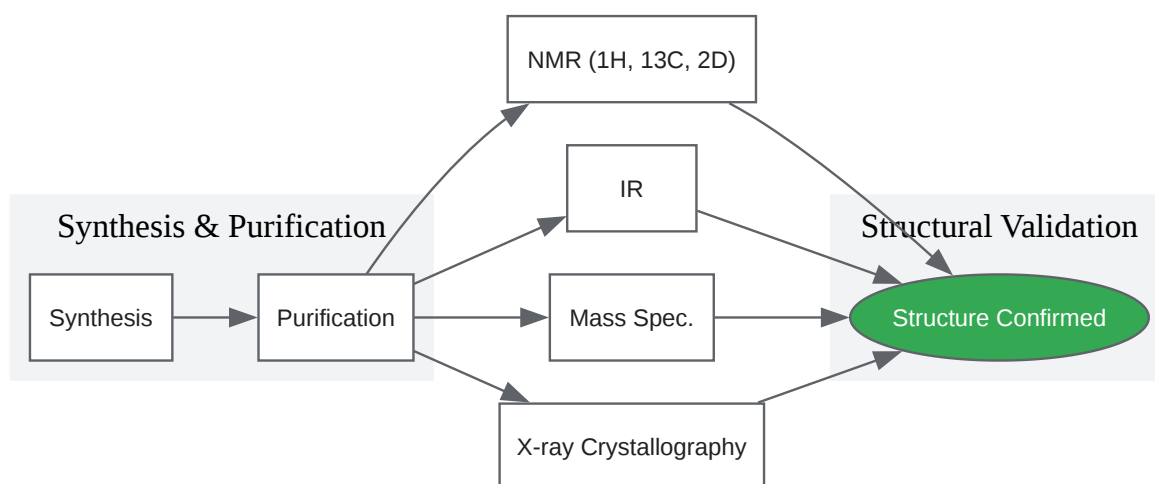 NMR (1H, 13C, 2D)
IR
Synthesis & Purification
Structural Validation
Synthesis
Purification
Mass Spec.
Structure Confirmed
X-ray Crystallography